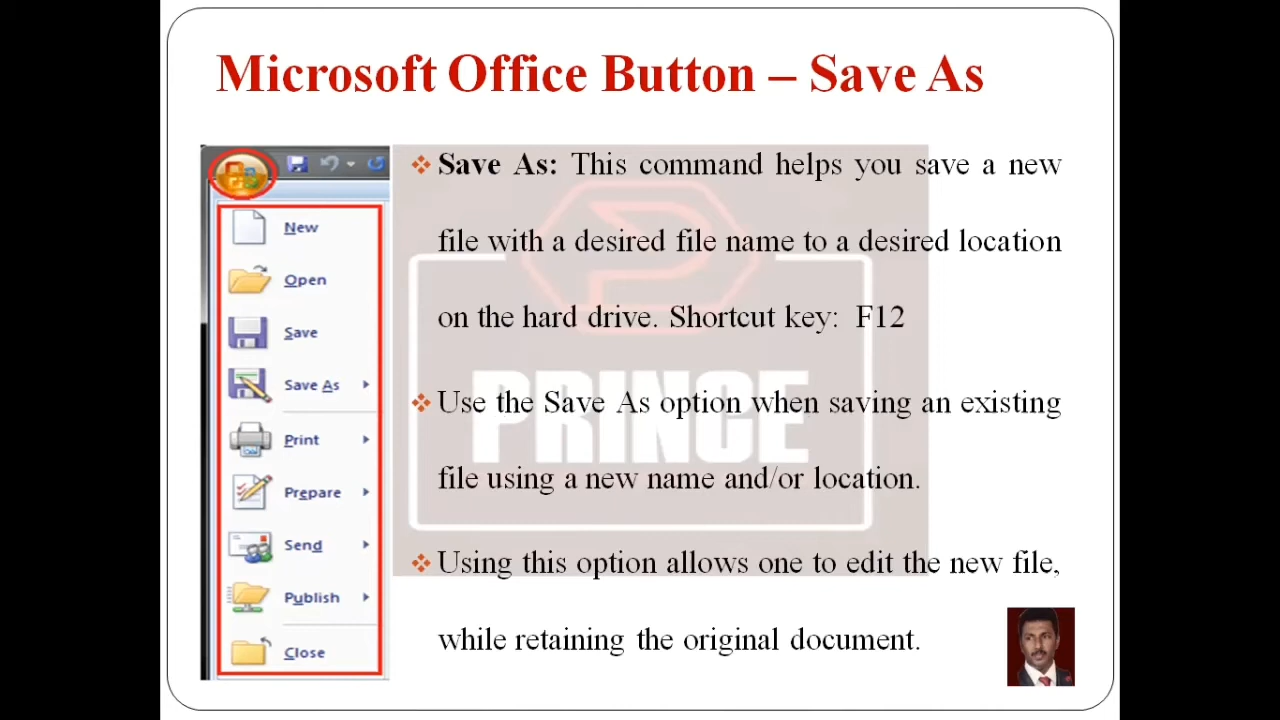 Microsoft Office Button – Save As
New
Open
Save
Save As
Print
Prepare
Send
Publish
Close
❖ Save As: This command helps you save a new
file with a desired file name to a desired location
on the hard drive. Shortcut key: F12
❖ Use the Save As option when saving an existing
file using a new name and/or location.
❖ Using this option allows one to edit the new file,
while retaining the original document.
PRINCE